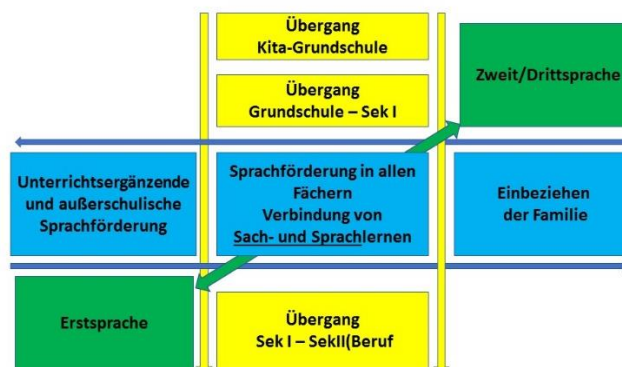 Übergang
Kita-Grundschule
Zweit/Drittsprache
Übergang
Grundschule – Sek I
Unterrichtsergänzende
und außerschulische
Sprachförderung
Sprachförderung in allen
Fächern
Verbindung von
Sach- und Sprachlernen
Einbeziehen
der Familie
Erstsprache
Übergang
Sek I – SekII(Beruf